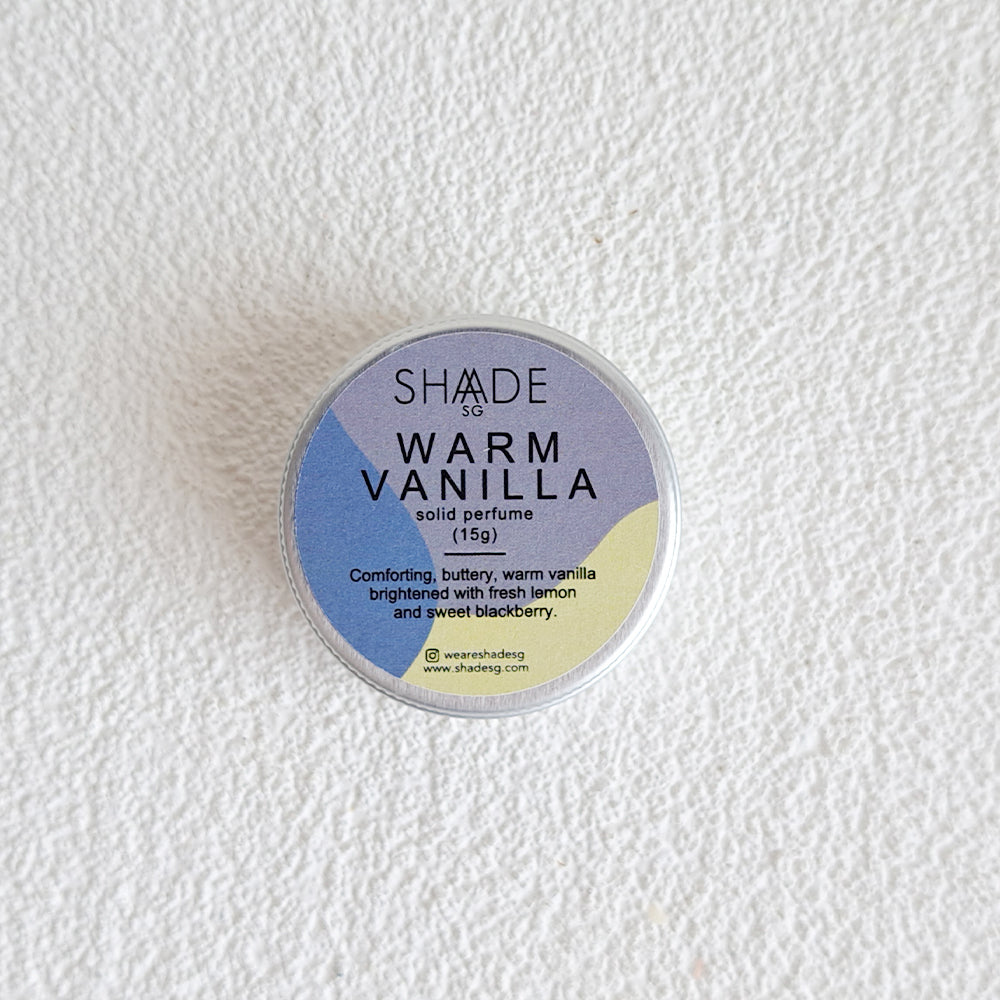 SHADE
SG
WARM
VANILLA
solid perfume
(15g)
Comforting, buttery, warm vanilla
brightened with fresh lemon
and sweet blackberry.
weareshadesg
www.shadesg.com